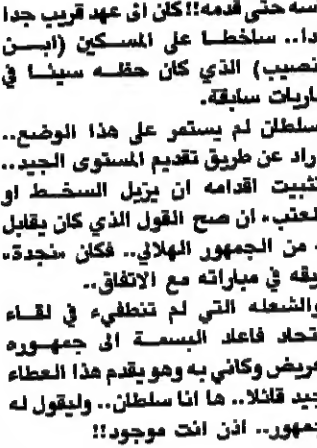 سه حتى قدمه!! كان الى عهد قريب جدا
دا.. ساخطا على المسكين (ابن
نصيب) الذي كان حظه سيئا في
اريات سابقه.
سلطان لم يستمر على هذا الوضع..
راد عن طريق تقديم المستوى الجيد..
تثبيت اقدامه ان يزيل السخط او
لعتب، ان صح القول الذي كان يقابل
من الجمهور الهلالي.. فكان «نجدة»
يقه في مباراته مع الاتفاق..
والشعله التي لم تنطفيء في لقاء
تحاد فاعاد البسمة الى جمهوره
عريض وكاني به وهو يقدم هذا العطاء
جيد قائلا.. ها انا سلطان.. وليقول له
جمهور.. اذن انت موجود!!